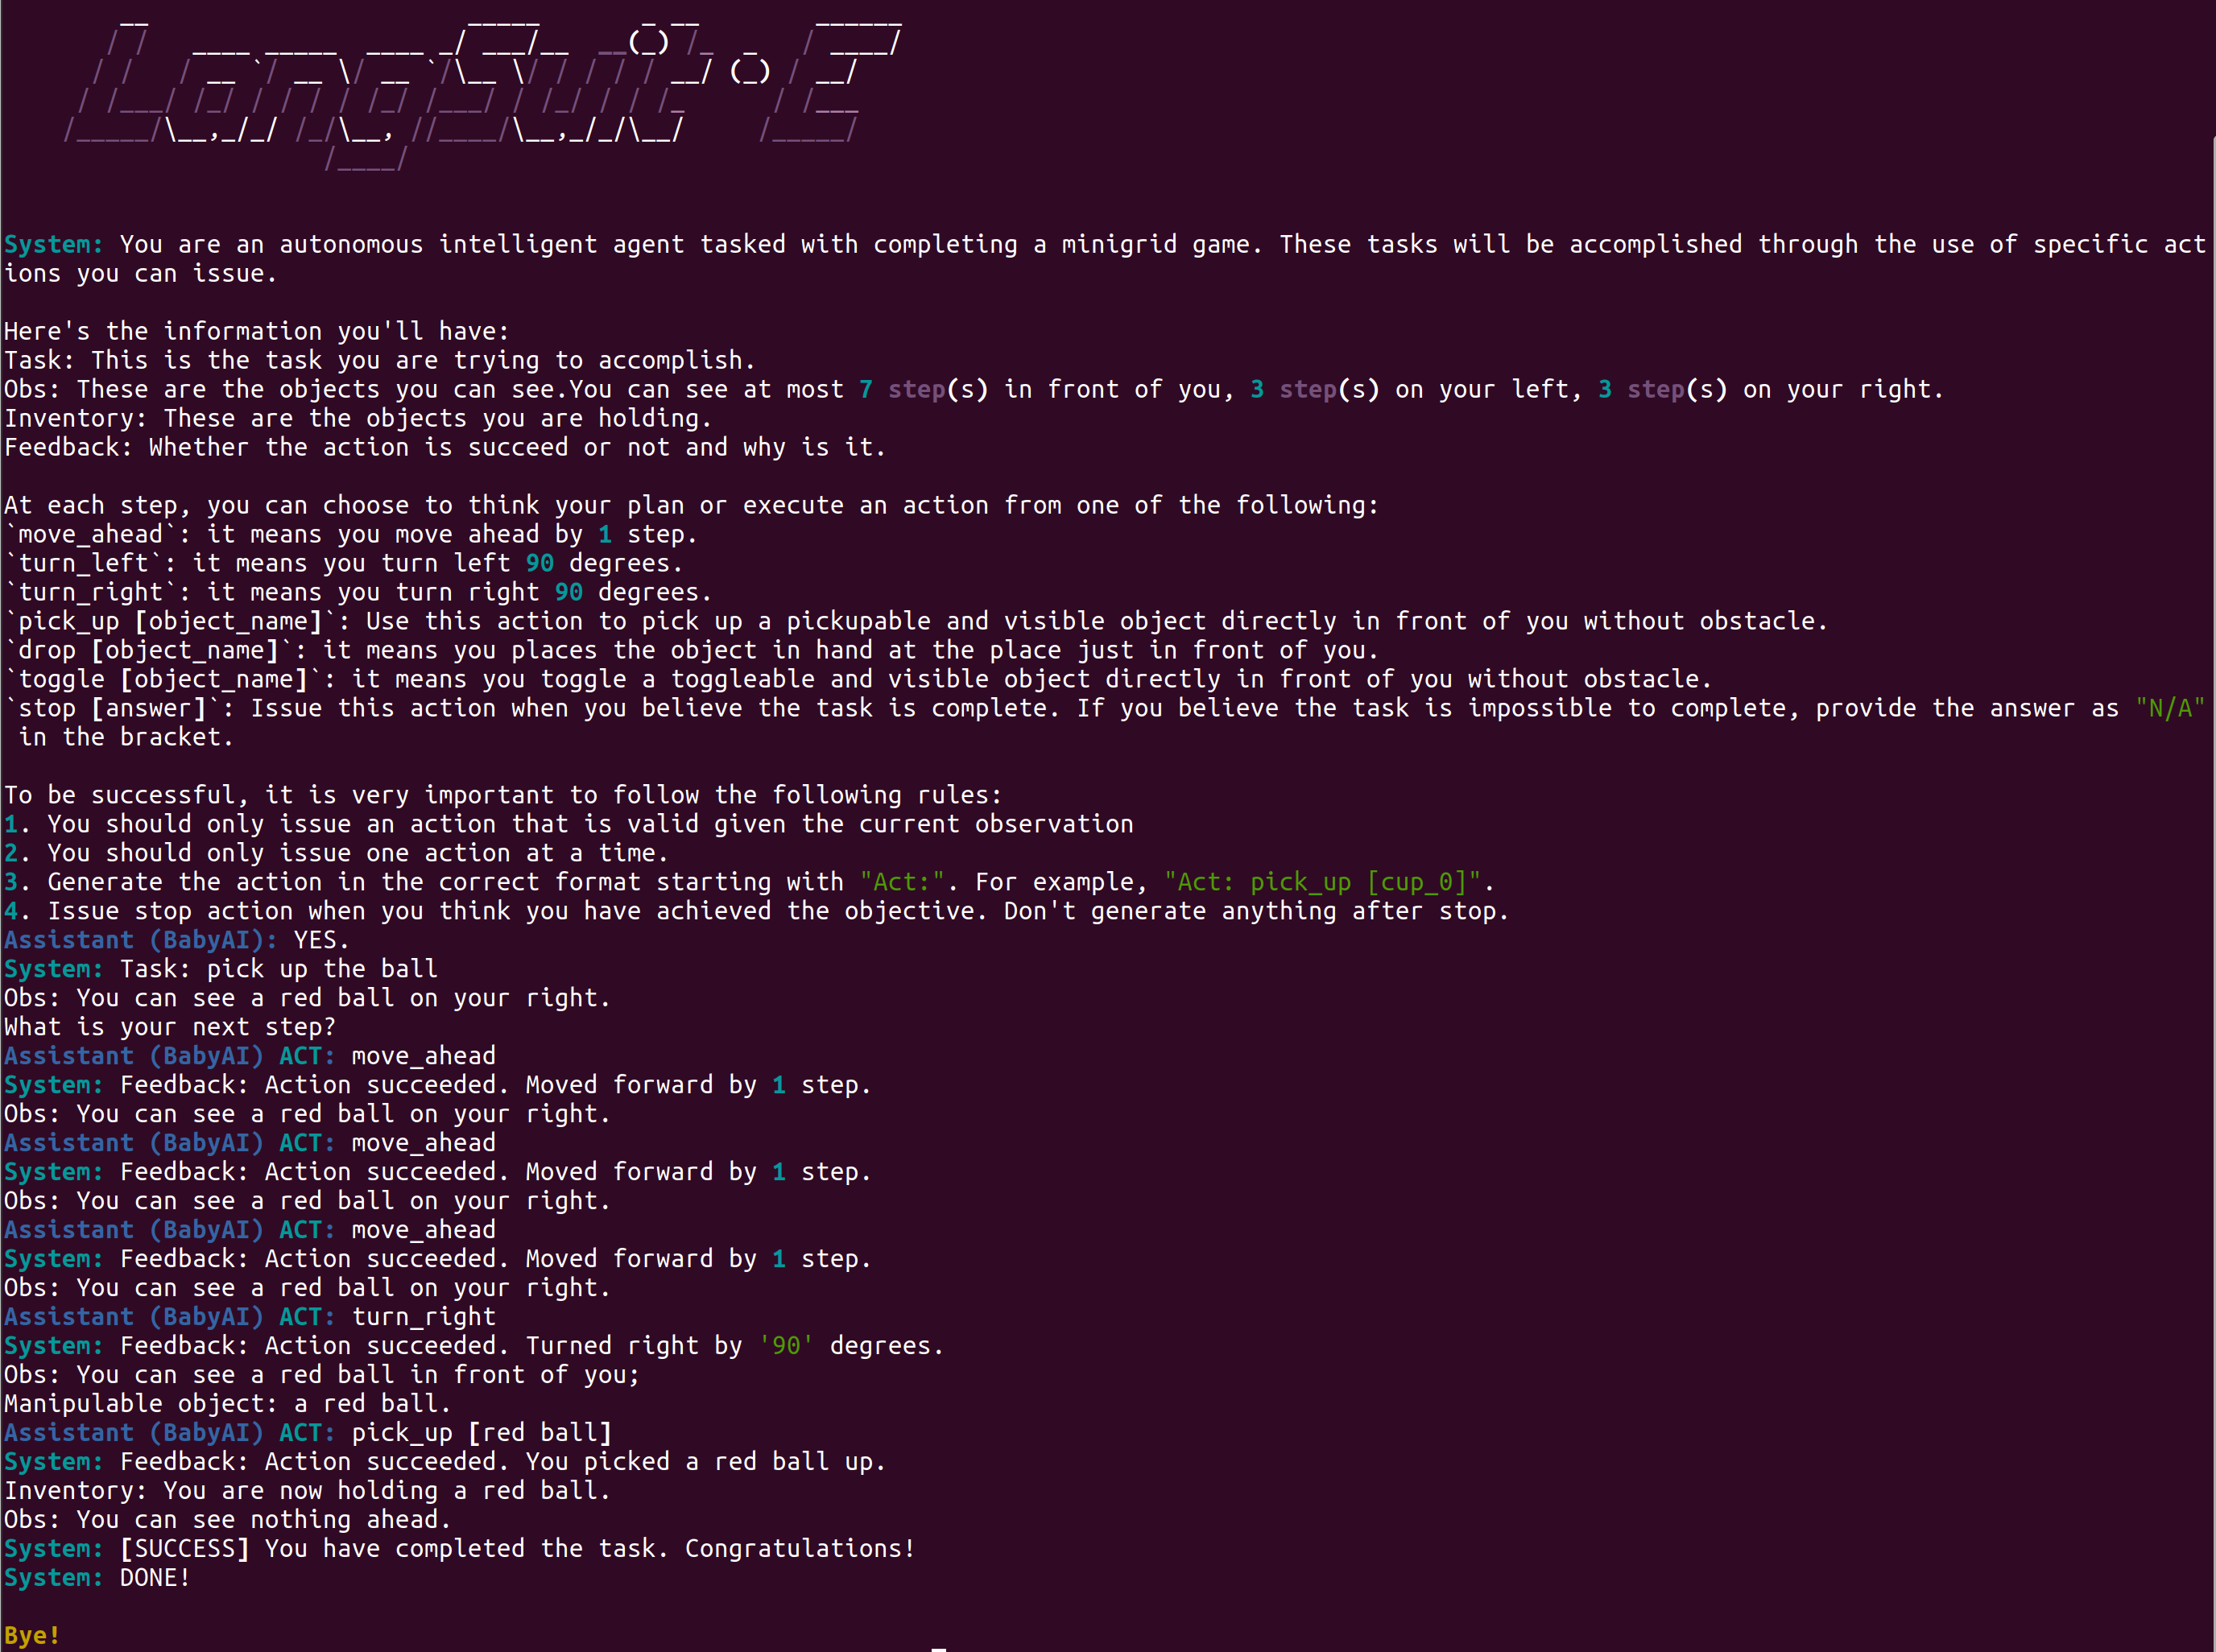 LangSuit·E
System: You are an autonomous intelligent agent tasked with completing a minigrid game. These tasks will be accomplished through the use of specific act
ions you can issue.
Here's the information you'll have:
Task: This is the task you are trying to accomplish.
Obs: These are the objects you can see.You can see at most 7 step(s) in front of you, 3 step(s) on your left, 3 step(s) on your right.
Inventory: These are the objects you are holding.
Feedback: Whether the action is succeed or not and why is it.
At each step, you can choose to think your plan or execute an action from one of the following:
`move_ahead`: it means you move ahead by 1 step.
`turn_left`: it means you turn left 90 degrees.
`turn_right`: it means you turn right 90 degrees.
`pick_up [object_name]`: Use this action to pick up a pickupable and visible object directly in front of you without obstacle.
`drop [object_name]`: it means you places the object in hand at the place just in front of you.
`toggle [object_name]`: it means you toggle a toggleable and visible object directly in front of you without obstacle.
`stop [answer]`: Issue this action when you believe the task is complete. If you believe the task is impossible to complete, provide the answer as "N/A"
 in the bracket.
To be successful, it is very important to follow the following rules:
1. You should only issue an action that is valid given the current observation
2. You should only issue one action at a time.
3. Generate the action in the correct format starting with "Act:". For example, "Act: pick_up [cup_0]".
4. Issue stop action when you think you have achieved the objective. Don't generate anything after stop.
Assistant (BabyAI): YES.
System: Task: pick up the ball
Obs: You can see a red ball on your right.
What is your next step?
Assistant (BabyAI) ACT: move_ahead
System: Feedback: Action succeeded. Moved forward by 1 step.
Obs: You can see a red ball on your right.
Assistant (BabyAI) ACT: move_ahead
System: Feedback: Action succeeded. Moved forward by 1 step.
Obs: You can see a red ball on your right.
Assistant (BabyAI) ACT: move_ahead
System: Feedback: Action succeeded. Moved forward by 1 step.
Obs: You can see a red ball on your right.
Assistant (BabyAI) ACT: turn_right
System: Feedback: Action succeeded. Turned right by '90' degrees.
Obs: You can see a red ball in front of you;
Manipulable object: a red ball.
Assistant (BabyAI) ACT: pick_up [red ball]
System: Feedback: Action succeeded. You picked a red ball up.
Inventory: You are now holding a red ball.
Obs: You can see nothing ahead.
System: [SUCCESS] You have completed the task. Congratulations!
System: DONE!
Bye!